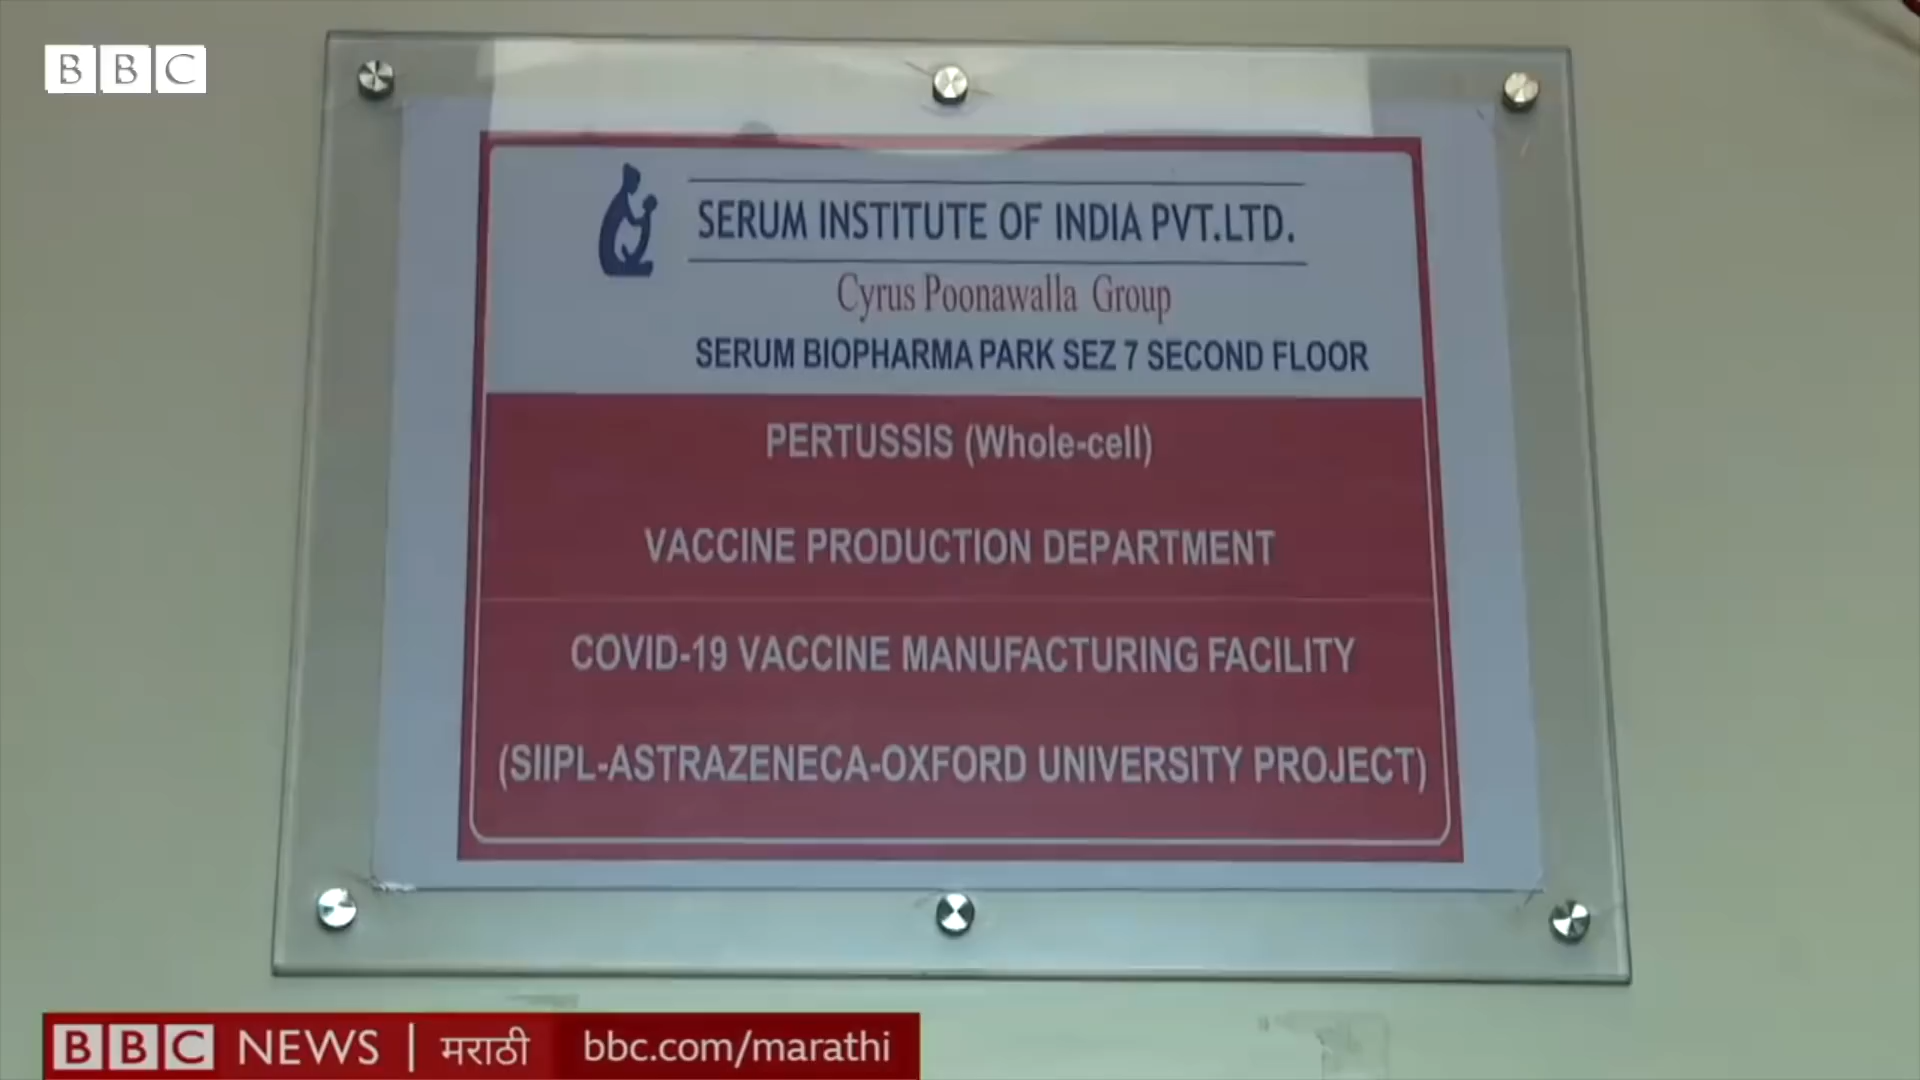 BBC
SERUM INSTITUTE OF INDIA PVT.LTD.
Cyrus Poonawalla Group
SERUM BIOPHARMA PARK SEZ 7 SECOND FLOOR
PERTUSSIS (Whole-cell)
VACCINE PRODUCTION DEPARTMENT
COVID-19 VACCINE MANUFACTURING FACILITY
(SIIPL-ASTRAZENECA-OXFORD UNIVERSITY PROJECT)
BBC NEWS | मराठी bbc.com/marathi